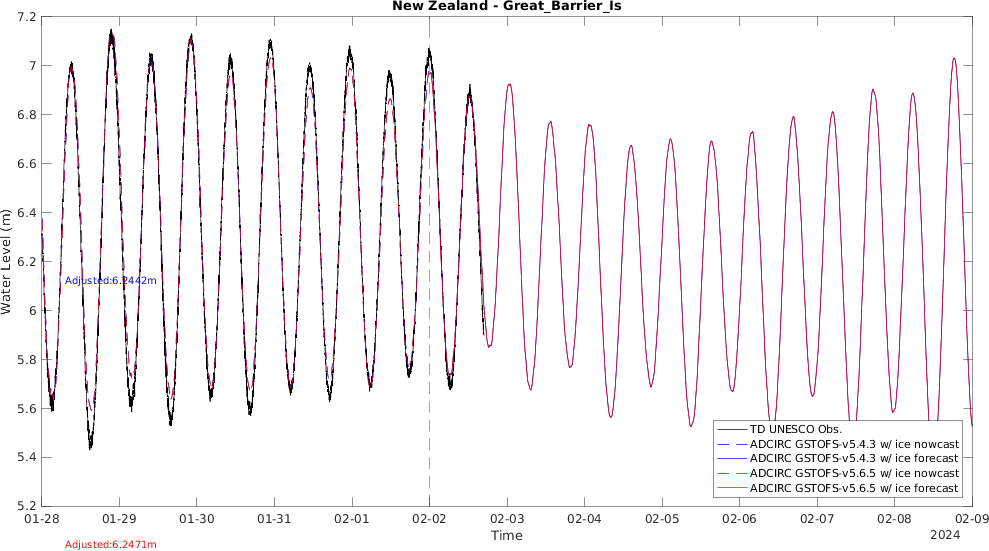 New Zealand - Great_Barrier_Is
7.2
7
6.8
6.6
6.4
6.2
6
5.8
5.6
5.4
5.2
Water Level (m)
Adjusted:6.2442m
TD UNESCO Obs.
ADCIRC GSTOFS-v5.4.3 w/ ice nowcast
ADCIRC GSTOFS-v5.4.3 w/ ice forecast
ADCIRC GSTOFS-v5.6.5 w/ ice nowcast
ADCIRC GSTOFS-v5.6.5 w/ ice forecast
01-28 01-29 01-30 01-31 02-01 02-02 02-03 02-04 02-05 02-06 02-07 02-08 02-09
Time
2024
Adjusted:6.2471m